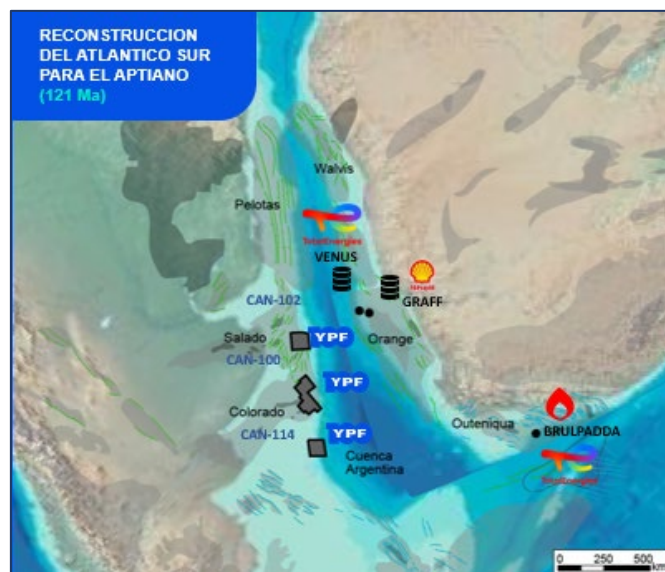 RECONSTRUCCION
DEL ATLANTICO SUR
PARA EL APTIANO
(121 Ma)
Walvis
Pelotas
TotalEnergies
VENUS
CAN-102
GRAFF
Salado
YPF
Orange
CAN-100
YPF
Colorado
Outeniqua
CAN-114
YPF
BRULPADDA
Cuenca
Argentina
TotalEnergies
0 250 500
km